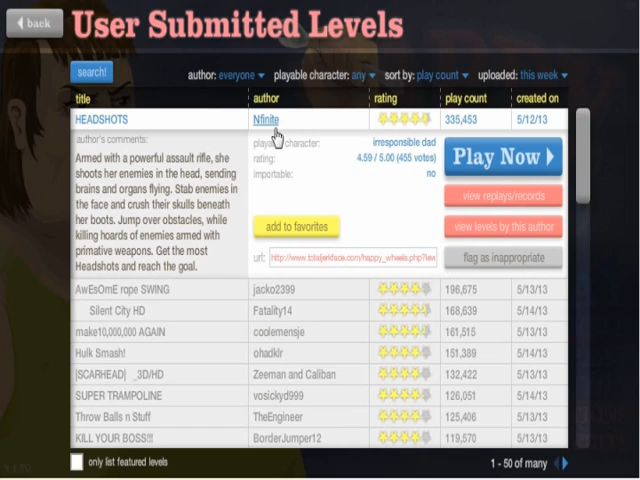 back
User Submitted Levels
search!
author: everyone playable character: any sort by: play count uploaded: this week
title author rating play count created on
HEADSHOTS Nfinite 335,453 5/12/13
author's comments:
Armed with a powerful assault rifle, she
shoots her enemies in the head, sending
brains and organs flying. Stab enemies in
the face and crush their skulls beneath
her boots. Jump over obstacles, while
killing hoards of enemies armed with
primative weapons. Get the most
Headshots and reach the goal.
character: irresponsible dad
rating: 4.59 / 5.00 (455 votes)
importable: no
add to favorites
url: http://www.totaljerkface.com/happy_wheels.php?lev
Play Now
view replays/records
view levels by this author
flag as inappropriate
AwEsOmE rope SWING jacko2399 196,675 5/13/13
Silent City HD Fatality14 168,639 5/14/13
make10,000,000 AGAIN coolemensje 161,515 5/13/13
Hulk Smash! ohadklr 151,389 5/14/13
|SCARHEAD| _3D/HD Zeeman and Caliban 132,422 5/13/13
SUPER TRAMPOLINE vosickyd999 126,051 5/14/13
Throw Balls n Stuff TheEngineer 125,406 5/13/13
KILL YOUR BOSS!!! BorderJumper12 119,570 5/13/13
only list featured levels
1 - 50 of many